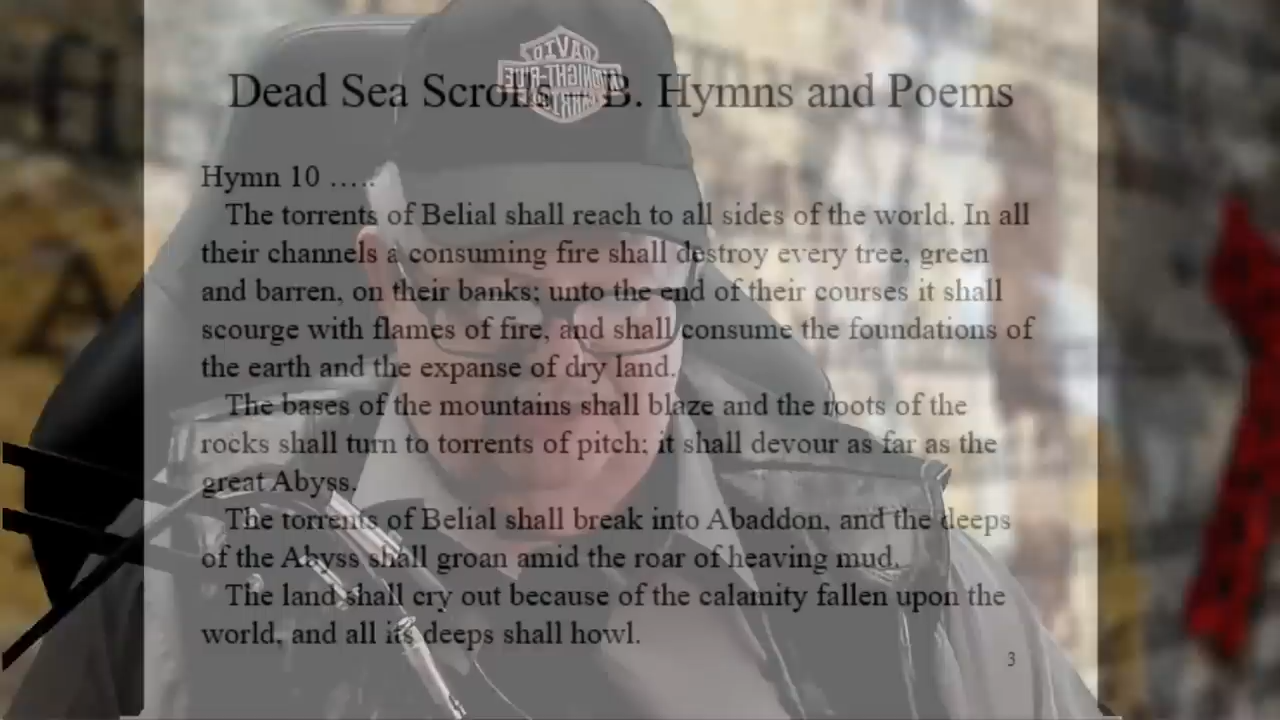 Dead Sea Scrolls – B. Hymns and Poems
Hymn 10 …..
The torrents of Belial shall reach to all sides of the world. In all
their channels a consuming fire shall destroy every tree, green
and barren, on their banks; unto the end of their courses it shall
scourge with flames of fire, and shall consume the foundations of
the earth and the expanse of dry land.
The bases of the mountains shall blaze and the roots of the
rocks shall turn to torrents of pitch; it shall devour as far as the
great Abyss.
The torrents of Belial shall break into Abaddon, and the deeps
of the Abyss shall groan amid the roar of heaving mud.
The land shall cry out because of the calamity fallen upon the
world, and all its deeps shall howl.
3